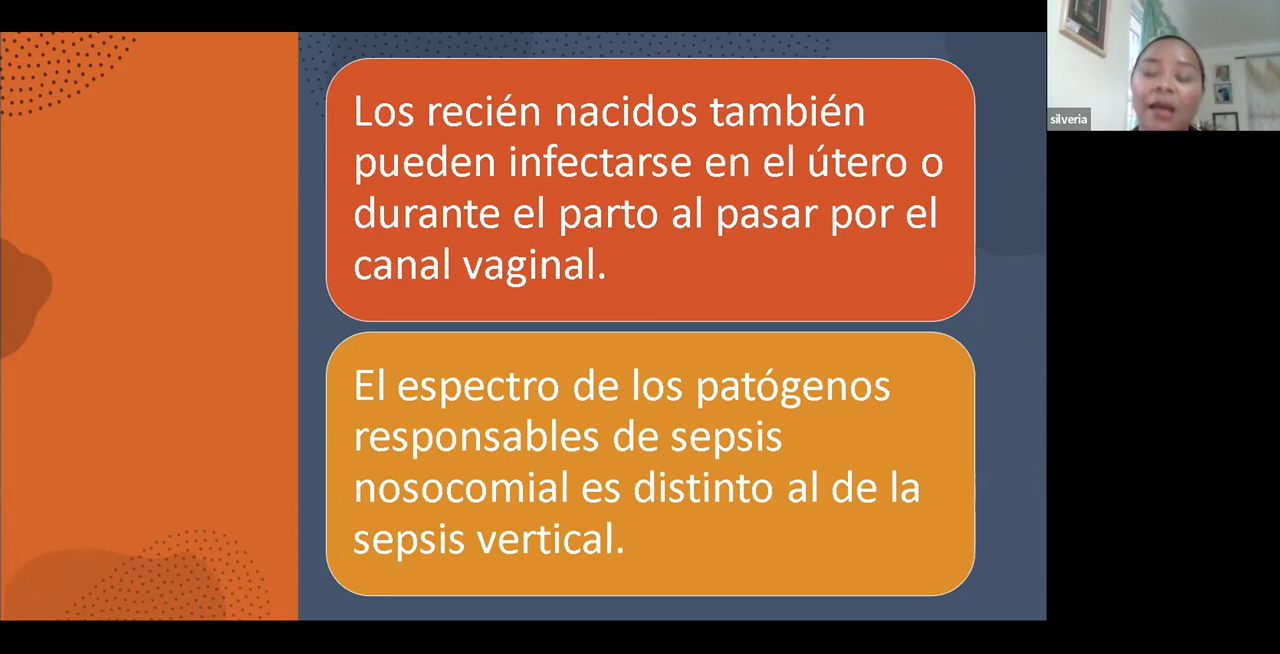 Los recién nacidos también
pueden infectarse en el útero o
durante el parto al pasar por el
canal vaginal.
El espectro de los patógenos
responsables de sepsis
nosocomial es distinto al de la
sepsis vertical.
silveria